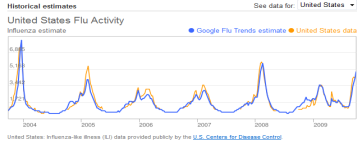 Historical estimates
See data for: United States
United States Flu Activity
Influenza estimate
Google Flu Trends estimate United States data
2004 2005 2006 2007 2008 2009
United States: Influenza-like illness (ILI) data provided publicly by the U.S. Centers for Disease Control.